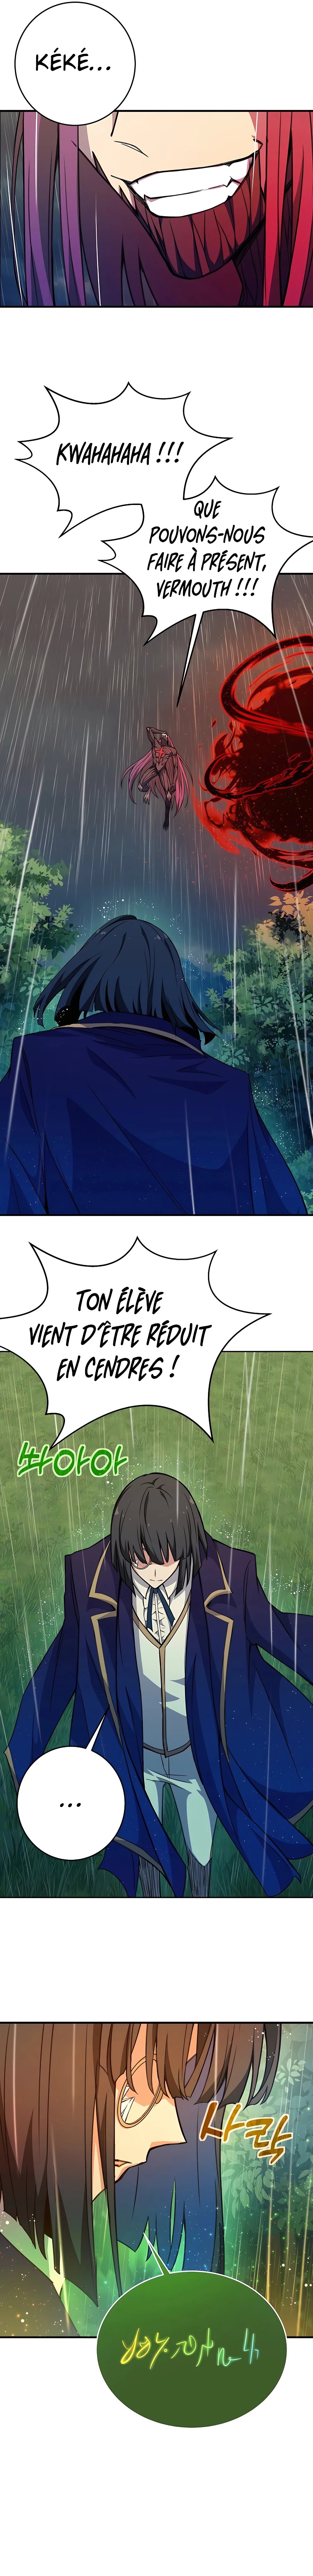 KÉKÉ...
KWAHAHAHA !!!
QUE
POUVONS-NOUS
FAIRE À PRÉSENT,
VERMOUTH !!!
TON ÉLÈVE
VIENT D'ÊTRE RÉDUIT
EN CENDRES !
쏴아아
...
사락